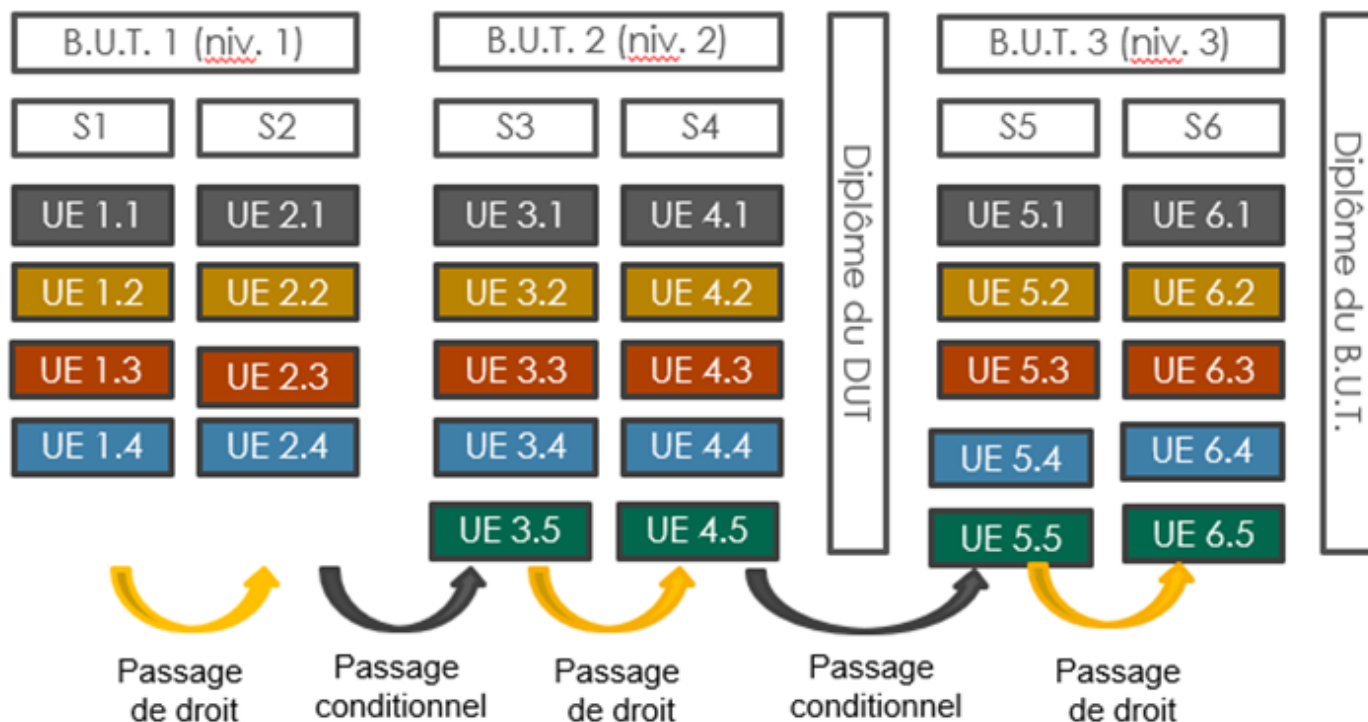 B.U.T. 1 (niv. 1)
B.U.T. 2 (niv. 2)
B.U.T. 3 (niv. 3)
S1
S2
S3
S4
S5
S6
UE 1.1
UE 2.1
UE 3.1
UE 4.1
UE 5.1
UE 6.1
UE 1.2
UE 2.2
UE 3.2
UE 4.2
UE 5.2
UE 6.2
UE 1.3
UE 2.3
UE 3.3
UE 4.3
UE 5.3
UE 6.3
UE 1.4
UE 2.4
UE 3.4
UE 4.4
UE 5.4
UE 6.4
UE 3.5
UE 4.5
UE 5.5
UE 6.5
Diplôme du DUT
Diplôme du B.U.T.
Passage
de droit
Passage
conditionnel
Passage
de droit
Passage
conditionnel
Passage
de droit